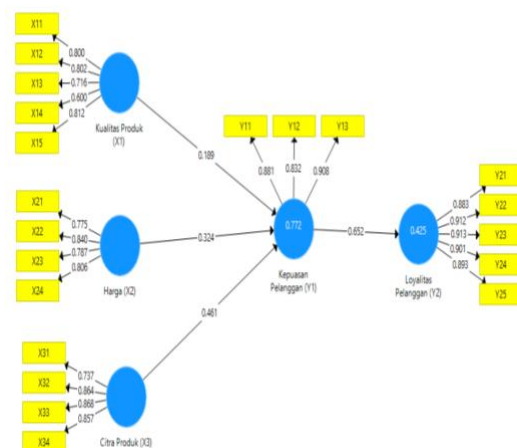 X11
X12
X13
X14
X15
0.800
0.802
0.716
0.600
0.812
Kualitas Produk
(X1)
0.189
X21
X22
X23
X24
0.775
0.840
0.787
0.806
Harga (X2)
0.324
X31
X32
X33
X34
0.737
0.864
0.868
0.857
Citra Produk (X3)
0.461
Y11
Y12
Y13
0.881
0.832
0.908
0.772
Kepuasan
Pelanggan (Y1)
0.652
0.425
Loyalitas
Pelanggan (Y2)
0.883
0.912
0.913
0.901
0.893
Y21
Y22
Y23
Y24
Y25